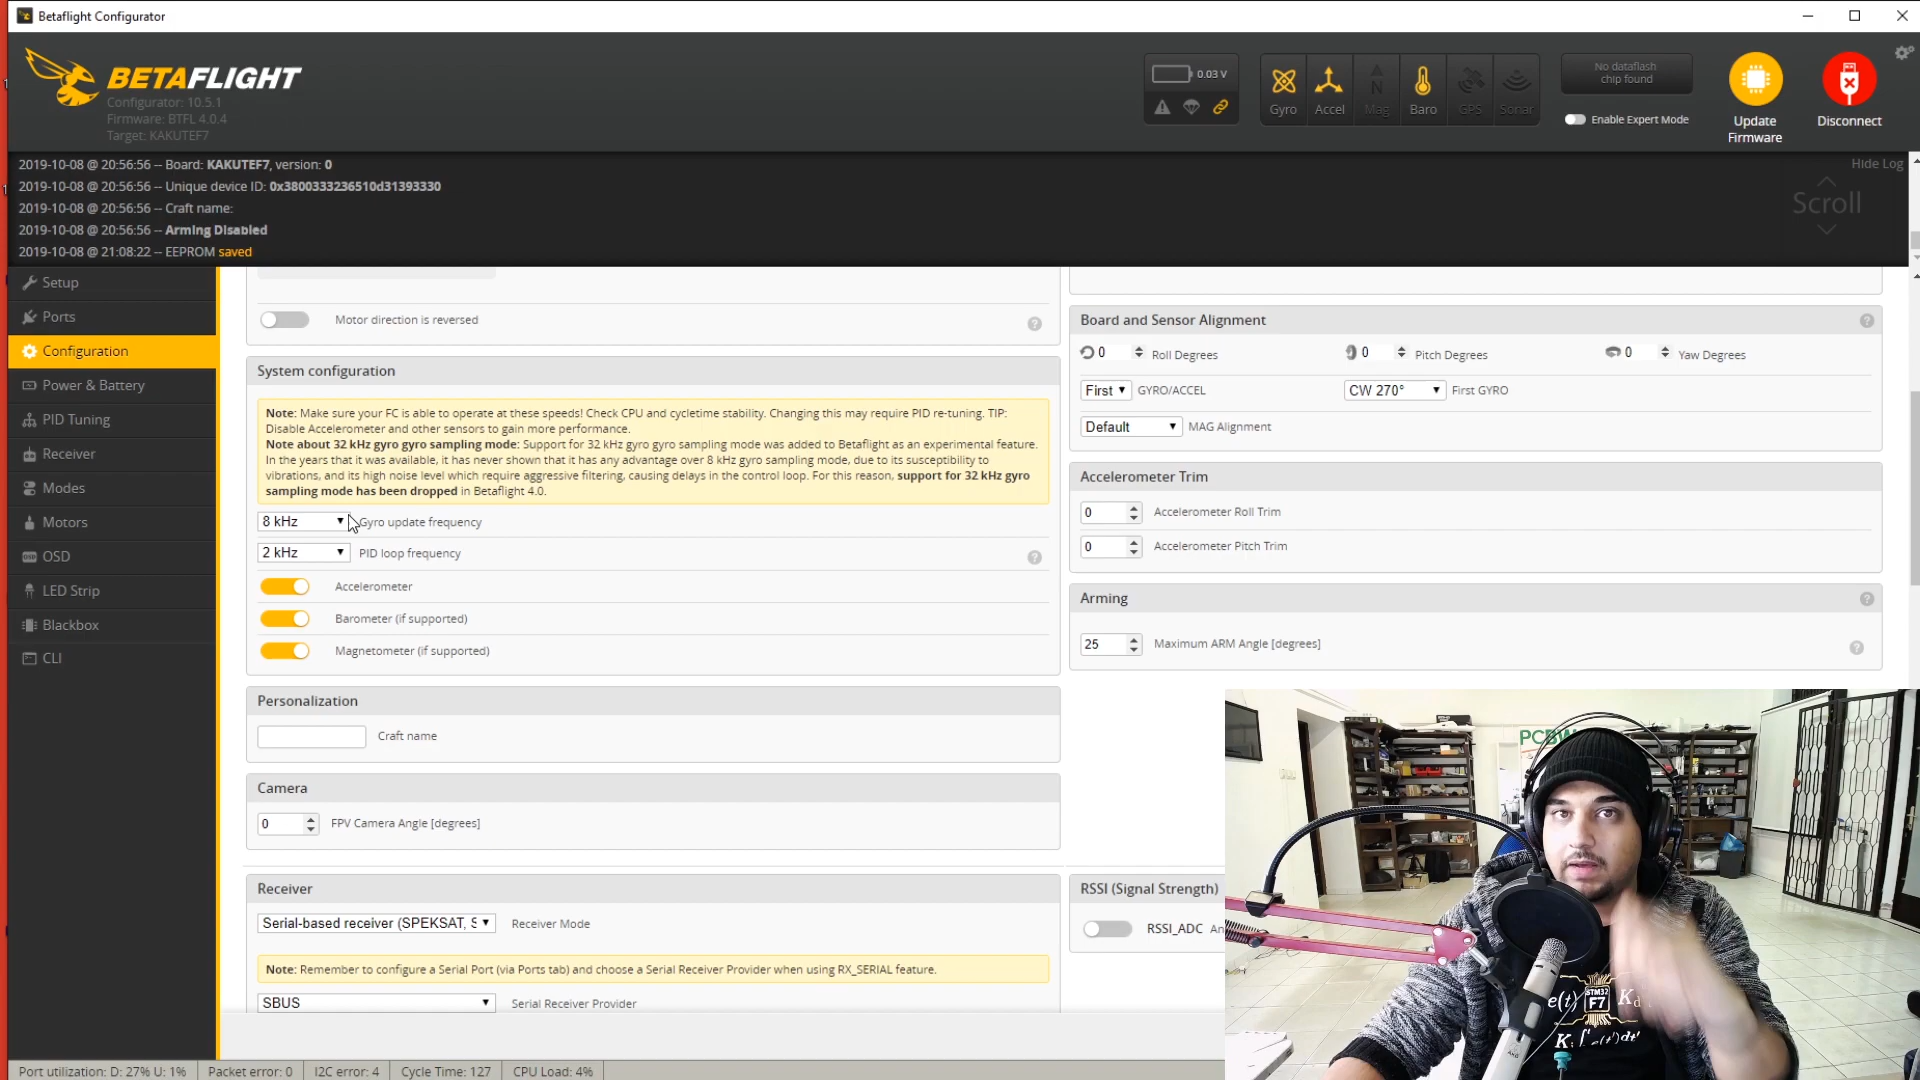 Betaflight Configurator
BETAFLIGHT
Configurator: 10.5.1
Firmware: BTFL 4.0.4
Target: KAKUTEF7
0.03 V
Gyro
Accel
Mag
Baro
GPS
Sonar
No dataflash
chip found
Enable Expert Mode
Update
Firmware
Disconnect
2019-10-08 @ 20:56:56 -- Board: KAKUTEF7, version: 0
2019-10-08 @ 20:56:56 -- Unique device ID: 0x3800333236510d31393330
2019-10-08 @ 20:56:56 -- Craft name:
2019-10-08 @ 20:56:56 -- Arming Disabled
2019-10-08 @ 21:08:22 -- EEPROM saved
Hide Log
Scroll
Setup
Ports
Configuration
Power & Battery
PID Tuning
Receiver
Modes
Motors
OSD
LED Strip
Blackbox
CLI
Motor direction is reversed
System configuration
Note: Make sure your FC is able to operate at these speeds! Check CPU and cycletime stability. Changing this may require PID re-tuning. TIP:
Disable Accelerometer and other sensors to gain more performance.
Note about 32 kHz gyro gyro sampling mode: Support for 32 kHz gyro gyro sampling mode was added to Betaflight as an experimental feature.
In the years that it was available, it has never shown that it has any advantage over 8 kHz gyro sampling mode, due to its susceptibility to
vibrations, and its high noise level which require aggressive filtering, causing delays in the control loop. For this reason, support for 32 kHz gyro
sampling mode has been dropped in Betaflight 4.0.
8 kHz Gyro update frequency
2 kHz PID loop frequency
Accelerometer
Barometer (if supported)
Magnetometer (if supported)
Personalization
Craft name
Camera
0 FPV Camera Angle [degrees]
Receiver
Serial-based receiver (SPEKSAT, S Receiver Mode
Note: Remember to configure a Serial Port (via Ports tab) and choose a Serial Receiver Provider when using RX_SERIAL feature.
SBUS Serial Receiver Provider
Board and Sensor Alignment
0 Roll Degrees
0 Pitch Degrees
0 Yaw Degrees
First GYRO/ACCEL
CW 270° First GYRO
Default MAG Alignment
Accelerometer Trim
0 Accelerometer Roll Trim
0 Accelerometer Pitch Trim
Arming
25 Maximum ARM Angle [degrees]
RSSI (Signal Strength)
RSSI_ADC An
PCBW
STM32
F7
Port utilization: D: 27% U: 1%
Packet error: 0
I2C error: 4
Cycle Time: 127
CPU Load: 4%